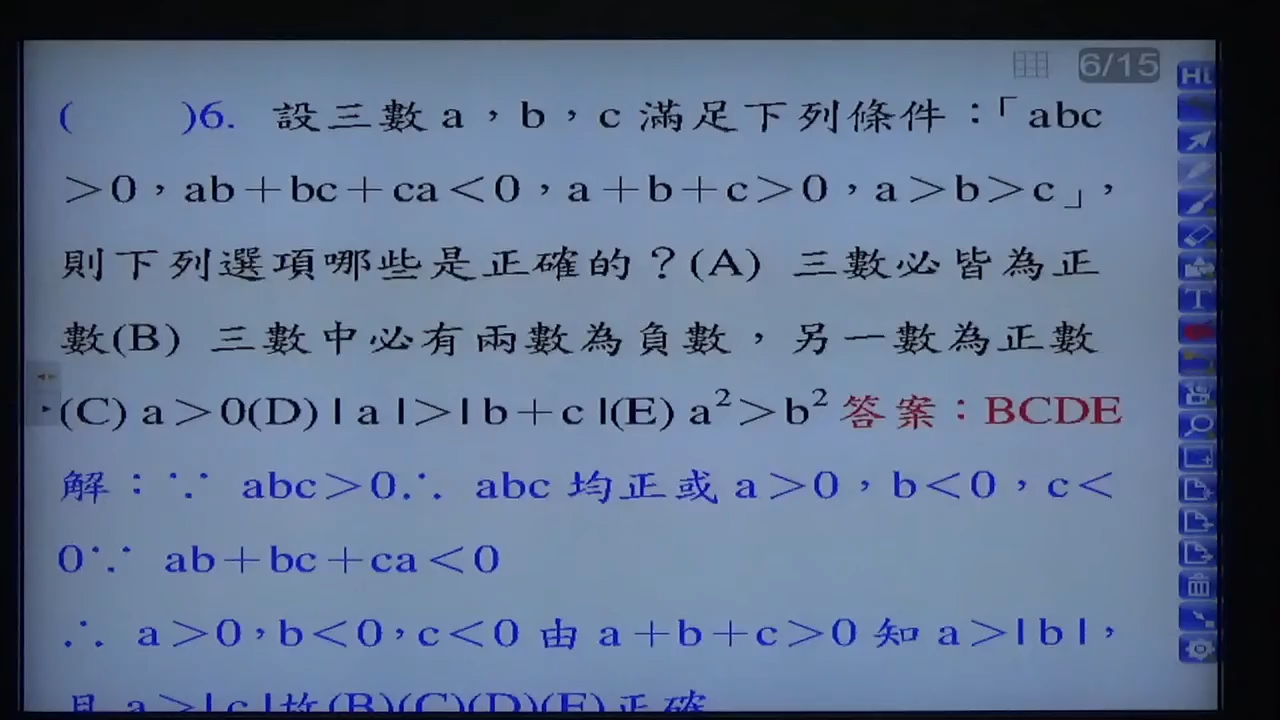 6/15
( )6. 設三數 a，b，c 滿足下列條件：「abc
＞0，ab＋bc＋ca＜0，a＋b＋c＞0，a＞b＞c」，
則下列選項哪些是正確的？(A) 三數必皆為正
數(B) 三數中必有兩數為負數，另一數為正數
(C) a＞0(D)∣a∣＞∣b＋c∣(E) a²＞b² 答案：BCDE
解：∵ abc＞0∴ abc 均正或 a＞0，b＜0，c＜
0∵ ab＋bc＋ca＜0
∴ a＞0，b＜0，c＜0 由 a＋b＋c＞0 知 a＞∣b∣，
且 a＞∣c∣故(B)(C)(D)(E)正確